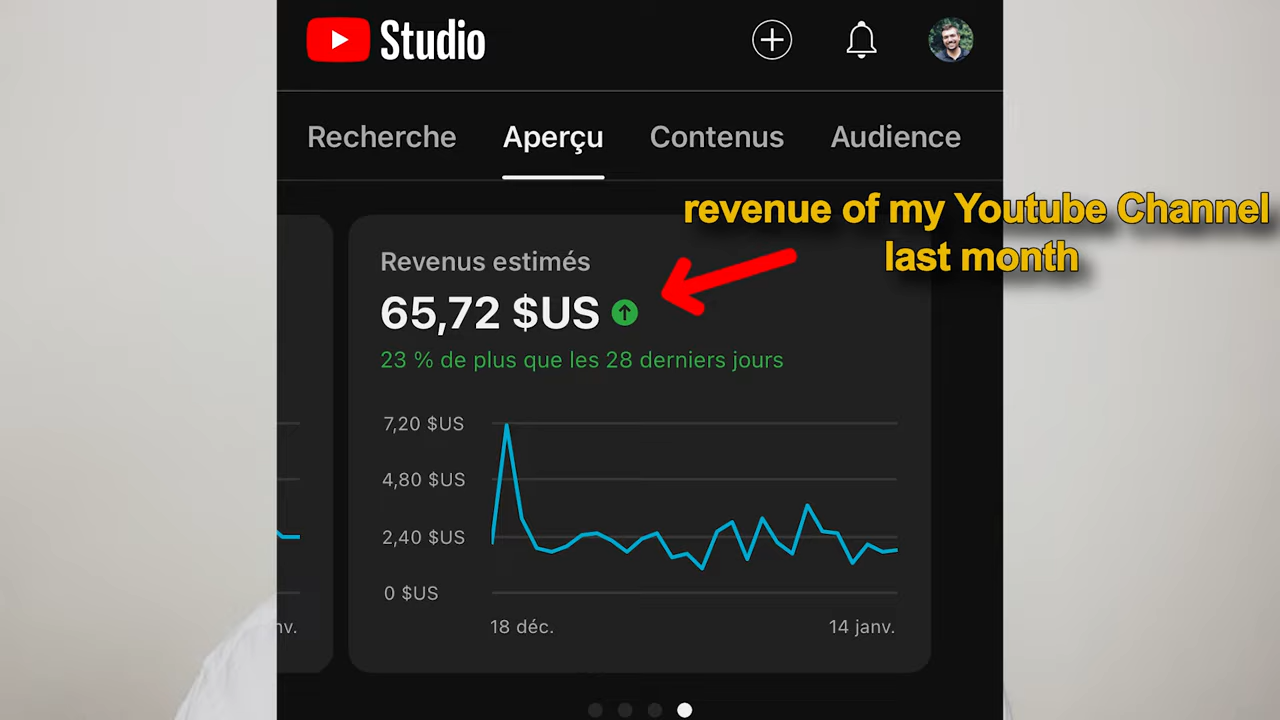 Studio
Recherche Aperçu Contenus Audience
revenue of my Youtube Channel
last month
Revenus estimés
65,72 $US
23 % de plus que les 28 derniers jours
7,20 $US
4,80 $US
2,40 $US
0 $US
nv. 18 déc. 14 janv.